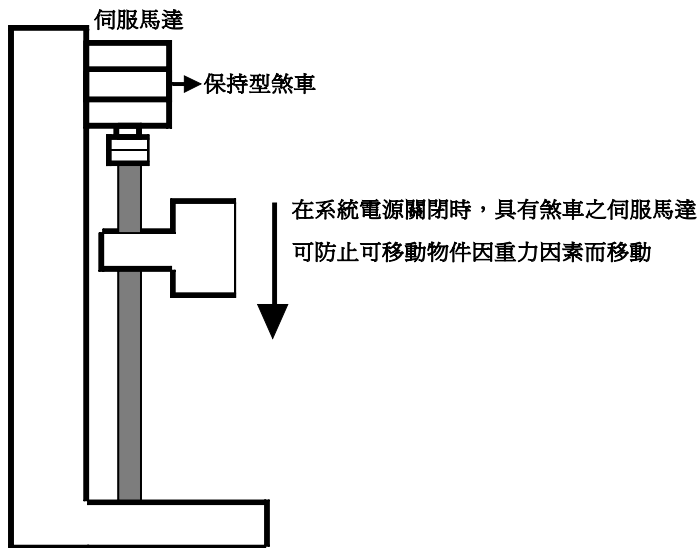 伺服馬達
保持型煞車
在系統電源關閉時，具有煞車之伺服馬達
可防止可移動物件因重力因素而移動